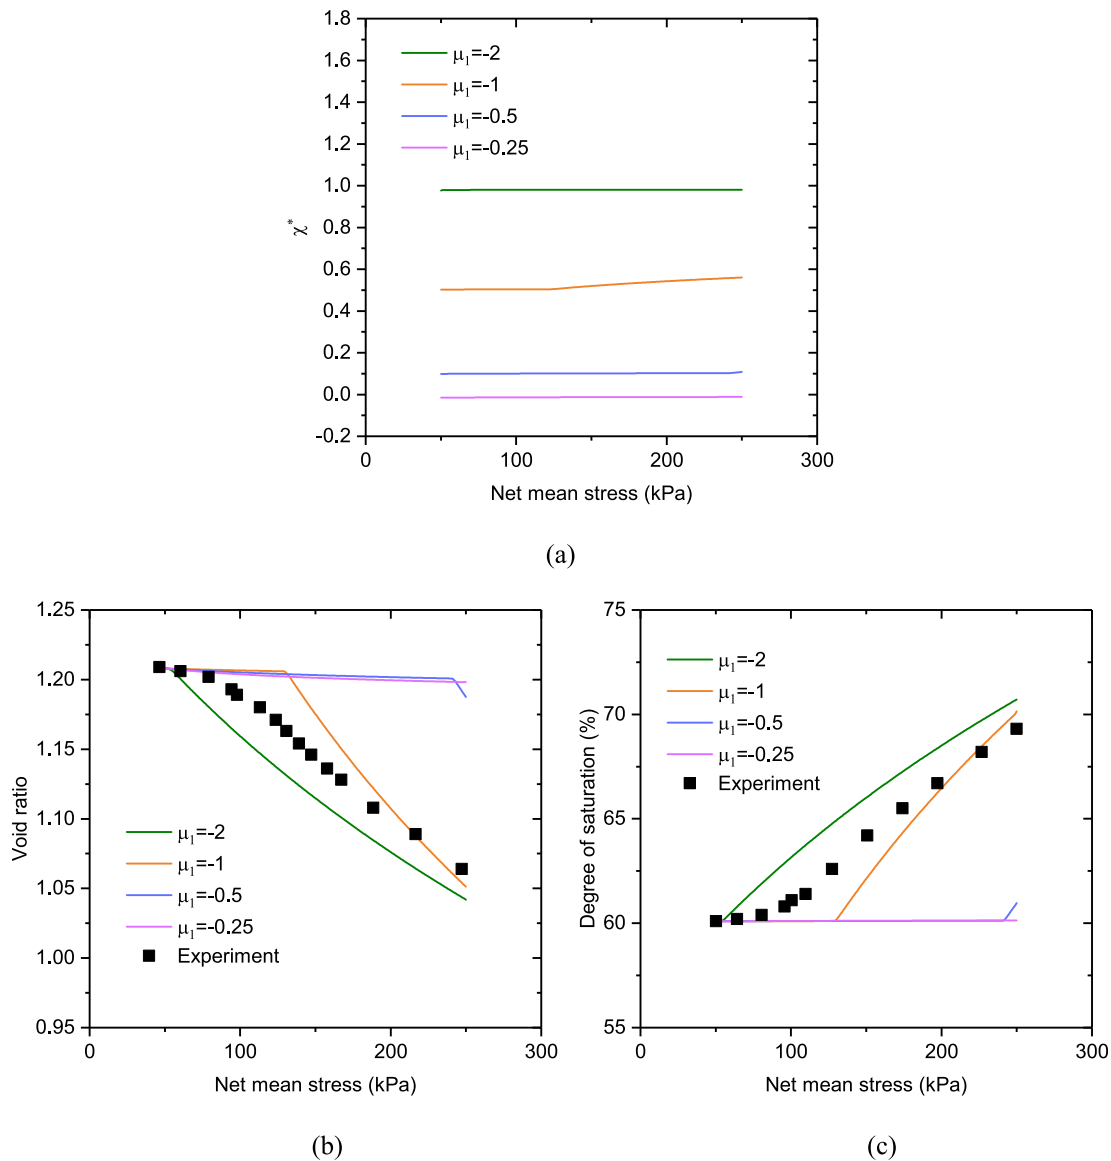 1.8
1.6
1.4
1.2
1.0
0.8
0.6
0.4
0.2
0.0
-0.2
χ*
μ1=-2
μ1=-1
μ1=-0.5
μ1=-0.25
0 100 200 300
Net mean stress (kPa)
(a)
1.25
1.20
1.15
1.10
1.05
1.00
0.95
Void ratio
μ1=-2
μ1=-1
μ1=-0.5
μ1=-0.25
Experiment
0 100 200 300
Net mean stress (kPa)
(b)
75
70
65
60
55
Degree of saturation (%)
μ1=-2
μ1=-1
μ1=-0.5
μ1=-0.25
Experiment
0 100 200 300
Net mean stress (kPa)
(c)